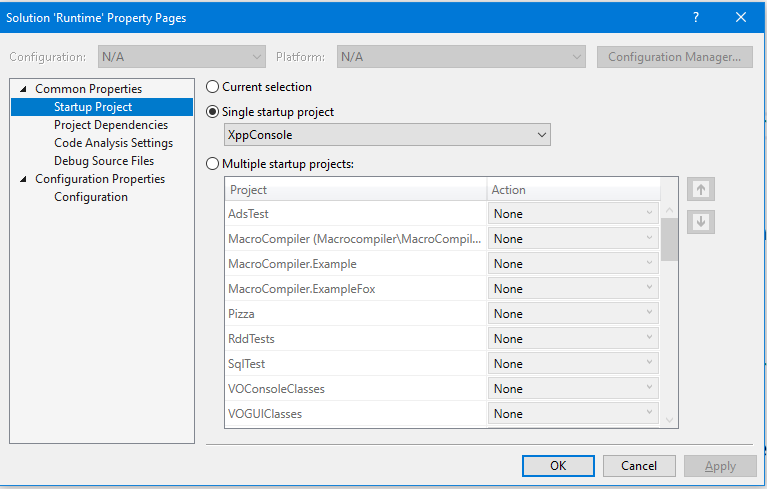 Solution 'Runtime' Property Pages ?
Configuration: N/A Platform: N/A Configuration Manager...
Common Properties
Startup Project
Project Dependencies
Code Analysis Settings
Debug Source Files
Configuration Properties
Configuration
Current selection
Single startup project
XppConsole
Multiple startup projects:
Project Action
AdsTest None
MacroCompiler (Macrocompiler\MacroCompil... None
MacroCompiler.Example None
MacroCompiler.ExampleFox None
Pizza None
RddTests None
SqlTest None
VOConsoleClasses None
VOGUIClasses None
OK Cancel Apply